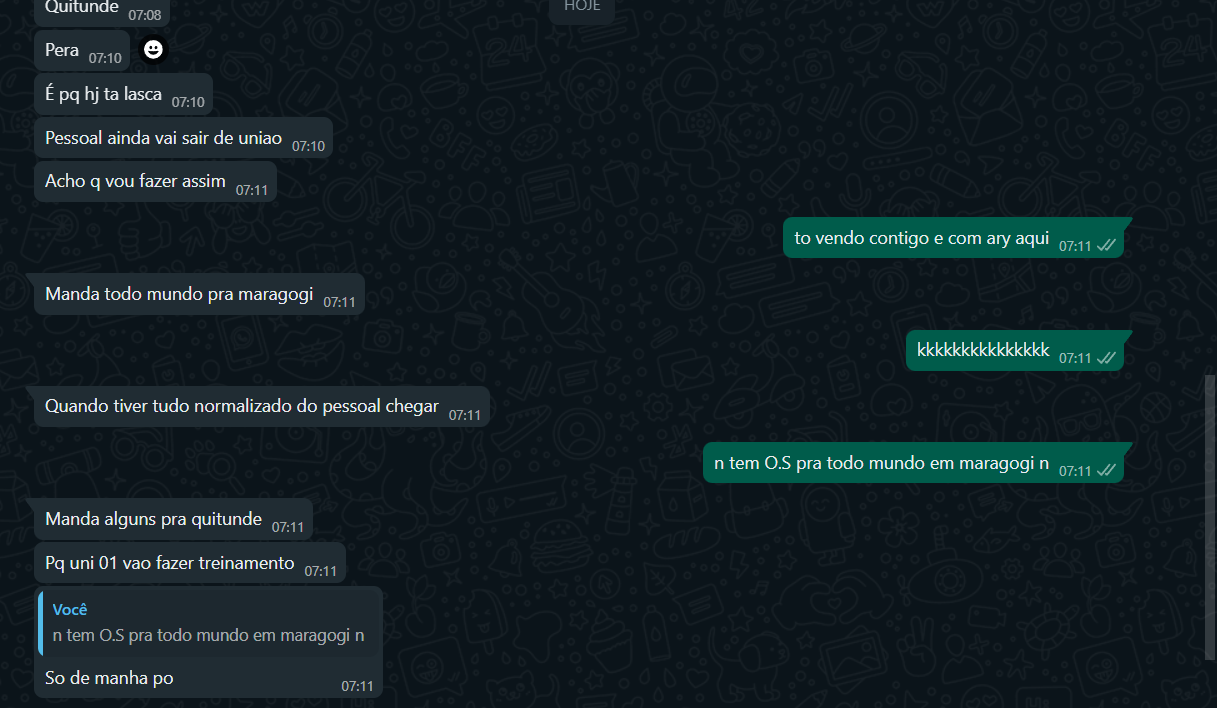 HOJE
Quitunde 07:08
Pera 07:10
É pq hj ta lasca 07:10
Pessoal ainda vai sair de uniao 07:10
Acho q vou fazer assim 07:11
to vendo contigo e com ary aqui 07:11
Manda todo mundo pra maragogi 07:11
kkkkkkkkkkkkkkk 07:11
Quando tiver tudo normalizado do pessoal chegar 07:11
n tem O.S pra todo mundo em maragogi n 07:11
Manda alguns pra quitunde 07:11
Pq uni 01 vao fazer treinamento 07:11
Você
n tem O.S pra todo mundo em maragogi n
So de manha po 07:11